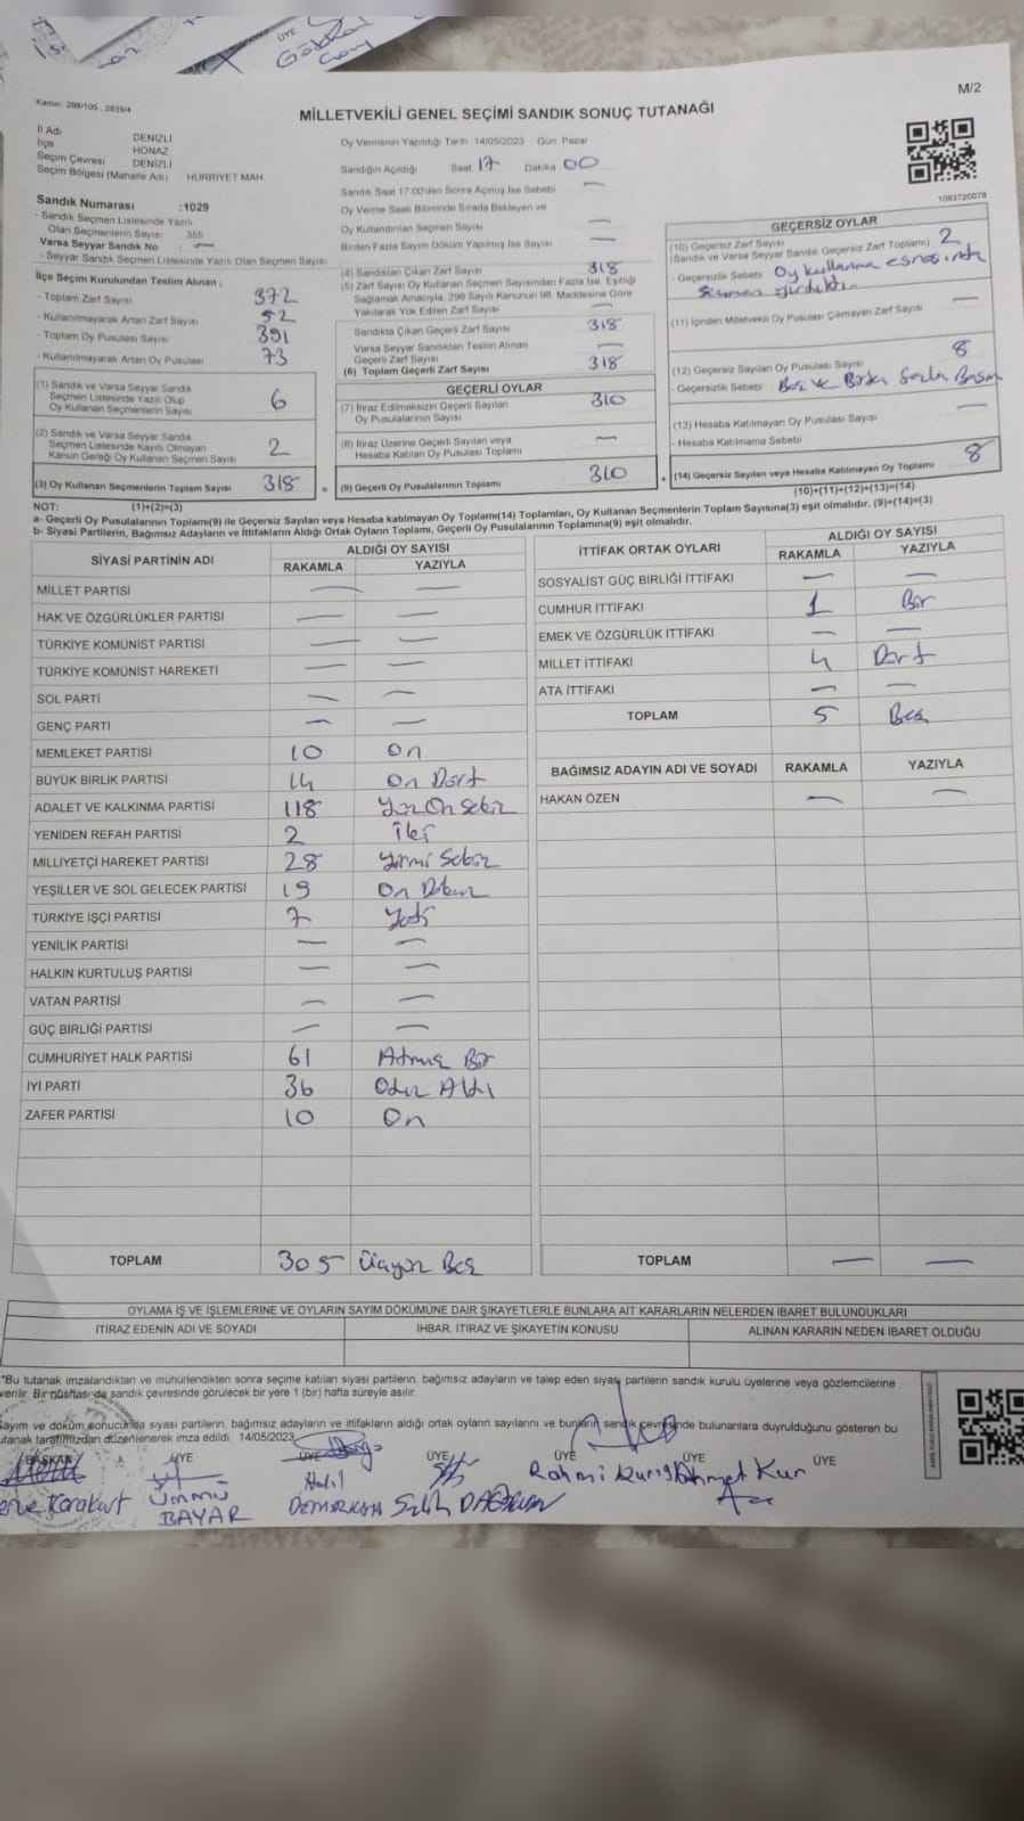 ÜYE
M/2
MİLLETVEKİLİ GENEL SEÇİMİ SANDIK SONUÇ TUTANAĞI
İl Adı DENİZLİ
İlçe HONAZ
Seçim Çevresi DENİZLİ
Seçim Bölgesi (Mahalle Adı) HÜRRİYET MAH.
Oy Vermenin Yapıldığı Tarih 14/05/2023 Gün Pazar
Sandığın Açıldığı Saat 17 Dakika 00
Sandık Saat 17:00'den Sonra Açılmış İse Sebebi —
Oy Verme Saati Bitiminde Sırada Bekleyen ve
Oy Kullandırılan Seçmen Sayısı —
Birden Fazla Sayım Döküm Yapılmış İse Sayısı —
Sandık Numarası :1029
- Sandık Seçmen Listesinde Yazılı
Olan Seçmenlerin Sayısı: 355
Varsa Seyyar Sandık No : —
- Seyyar Sandık Seçmen Listesinde Yazılı Olan Seçmen Sayısı
İlçe Seçim Kurulundan Teslim Alınan :
- Toplam Zarf Sayısı 372
- Kullanılmayarak Artan Zarf Sayısı 52
- Toplam Oy Pusulası Sayısı 391
- Kullanılmayarak Artan Oy Pusulası 73
(1) Sandık ve Varsa Seyyar Sandık
Seçmen Listesinde Yazılı Olup
Oy Kullanan Seçmenlerin Sayısı 6
(2) Sandık ve Varsa Seyyar Sandık
Seçmen Listesinde Kayıtlı Olmayan
Kanun Gereği Oy Kullanan Seçmen Sayısı 2
(3) Oy Kullanan Seçmenlerin Toplam Sayısı 318
(1)+(2)=(3)
(4) Sandıktan Çıkan Zarf Sayısı 318
(5) Zarf Sayısı Oy Kullanan Seçmen Sayısından Fazla İse, Eşitliği
Sağlamak Amacıyla, 298 Sayılı Kanunun 98. Maddesine Göre
Yakılarak Yok Edilen Zarf Sayısı —
Sandıkta Çıkan Geçerli Zarf Sayısı 318
Varsa Seyyar Sandıktan Teslim Alınan
Geçerli Zarf Sayısı —
(6) Toplam Geçerli Zarf Sayısı 318
GEÇERLİ OYLAR
(7) İtiraz Edilmeksizin Geçerli Sayılan
Oy Pusulalarının Sayısı 310
(8) İtiraz Üzerine Geçerli Sayılan veya
Hesaba Katılan Oy Pusulası Toplamı —
(9) Geçerli Oy Pusulalarının Toplamı 310
1083720078
GEÇERSİZ OYLAR
(10) Geçersiz Zarf Sayısı
(Sandık ve Varsa Seyyar Sandık Geçersiz Zarf Toplamı) 2
- Geçersizlik Sebebi: Oy kullanma esnasında
(11) İçinden Milletvekili Oy Pusulası Çıkmayan Zarf Sayısı —
(12) Geçersiz Sayılan Oy Pusulası Sayısı 8
- Geçersizlik Sebebi: Boş ve Birden Fazla Basım
(13) Hesaba Katılmayan Oy Pusulası Sayısı —
- Hesaba Katılmama Sebebi
(14) Geçersiz Sayılan veya Hesaba Katılmayan Oy Toplamı 8
(10)+(11)+(12)+(13)=(14)
NOT:
a- Geçerli Oy Pusulalarının Toplamı(9) ile Geçersiz Sayılan veya Hesaba katılmayan Oy Toplamı(14) Toplamları, Oy Kullanan Seçmenlerin Toplam Sayısına(3) eşit olmalıdır. (9)+(14)=(3)
b- Siyasi Partilerin, Bağımsız Adayların ve İttifakların Aldığı Ortak Oyların Toplamı, Geçerli Oy Pusulalarının Toplamına(9) eşit olmalıdır.
SİYASİ PARTİNİN ADI ALDIĞI OY SAYISI
RAKAMLA YAZIYLA
MİLLET PARTİSİ — —
HAK VE ÖZGÜRLÜKLER PARTİSİ — —
TÜRKİYE KOMÜNİST PARTİSİ — —
TÜRKİYE KOMÜNİST HAREKETİ — —
SOL PARTİ — —
GENÇ PARTİ — —
MEMLEKET PARTİSİ 10 On
BÜYÜK BİRLİK PARTİSİ 14 On Dört
ADALET VE KALKINMA PARTİSİ 118 Yüz On Sekiz
YENİDEN REFAH PARTİSİ 2 İki
MİLLİYETÇİ HAREKET PARTİSİ 28 Yirmi Sekiz
YEŞİLLER VE SOL GELECEK PARTİSİ 19 On Dokuz
TÜRKİYE İŞÇİ PARTİSİ 7 Yedi
YENİLİK PARTİSİ — —
HALKIN KURTULUŞ PARTİSİ — —
VATAN PARTİSİ — —
GÜÇ BİRLİĞİ PARTİSİ — —
CUMHURİYET HALK PARTİSİ 61 Atmış Bir
İYİ PARTİ 36 Otuz Altı
ZAFER PARTİSİ 10 On
TOPLAM 305 Üçyüz Beş
İTTİFAK ORTAK OYLARI ALDIĞI OY SAYISI
RAKAMLA YAZIYLA
SOSYALİST GÜÇ BİRLİĞİ İTTİFAKI — —
CUMHUR İTTİFAKI 1 Bir
EMEK VE ÖZGÜRLÜK İTTİFAKI — —
MİLLET İTTİFAKI 4 Dört
ATA İTTİFAKI — —
TOPLAM 5 Beş
BAĞIMSIZ ADAYIN ADI VE SOYADI RAKAMLA YAZIYLA
HAKAN ÖZEN — —
TOPLAM — —
OYLAMA İŞ VE İŞLEMLERİNE VE OYLARIN SAYIM DÖKÜMÜNE DAİR ŞİKAYETLERLE BUNLARA AİT KARARLARIN NELERDEN İBARET BULUNDUKLARI
İTİRAZ EDENİN ADI VE SOYADI İHBAR, İTİRAZ VE ŞİKAYETİN KONUSU ALINAN KARARIN NEDEN İBARET OLDUĞU
"Bu tutanak imzalandıktan ve mühürlendikten sonra seçime katılan siyasi partilerin, bağımsız adayların ve talep eden siyasi partilerin sandık kurulu üyelerine veya gözlemcilerine
verilir. Bir nüshası da sandık çevresinde görülecek bir yere 1 (bir) hafta süreyle asılır.
Sayım ve döküm sonucunda siyasi partilerin, bağımsız adayların ve ittifakların aldığı ortak oyların sayılarını ve bunların sandık çevresinde bulunanlara duyrulduğunu gösteren bu
tutanak tarafımızdan düzenlenerek imza edildi. 14/05/2023
BAŞKAN ÜYE ÜYE ÜYE ÜYE ÜYE ÜYE
Karakurt Ümmü BAYAR Halil DEMİRKAN Salih Rahmi Ahmet Kur